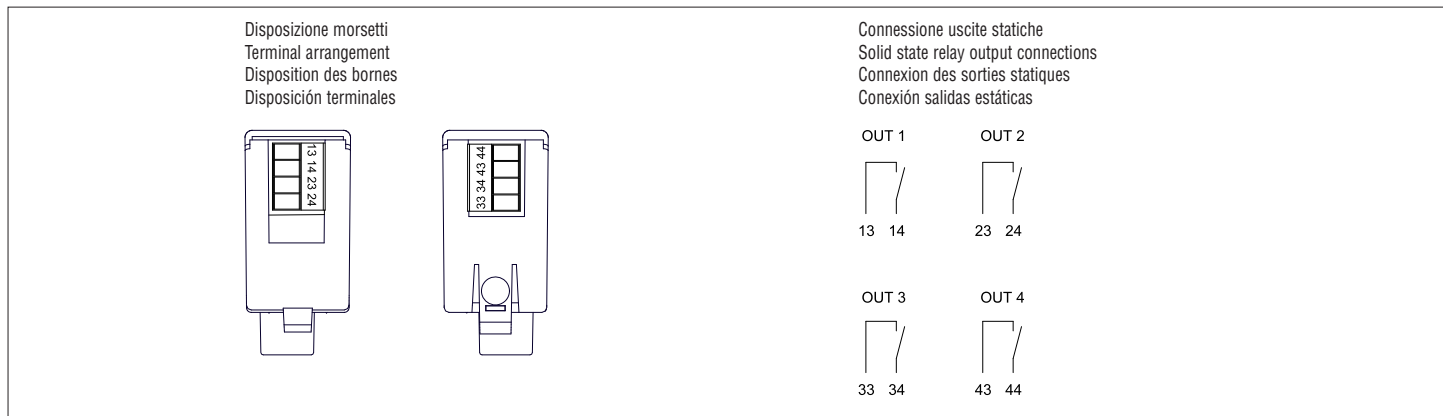 Disposizione morsetti
Terminal arrangement
Disposition des bornes
Disposición terminales
13 14 23 24
33 34 43 44
Connessione uscite statiche
Solid state relay output connections
Connexion des sorties statiques
Conexión salidas estáticas
OUT 1 OUT 2
13 14 23 24
OUT 3 OUT 4
33 34 43 44